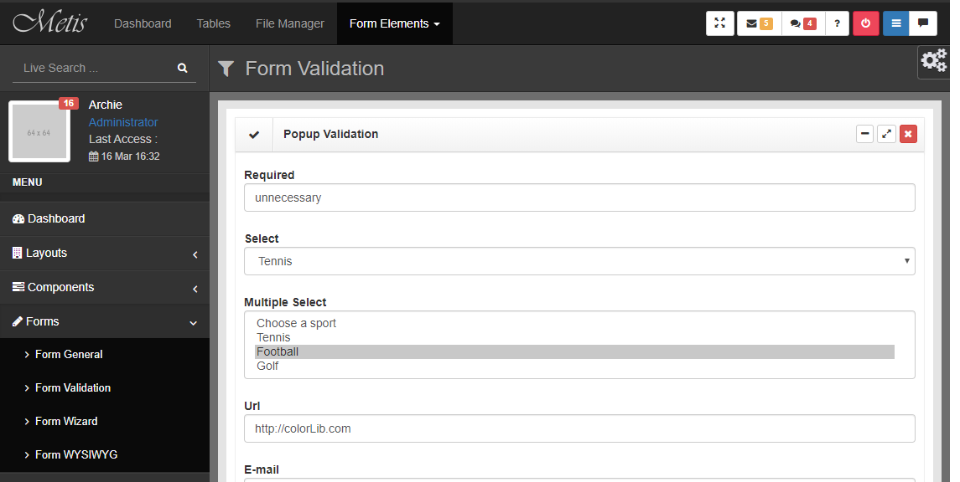 Metis Dashboard Tables File Manager Form Elements 5 4 ?
Live Search ...
Form Validation
16
64 x 64
Archie
Administrator
Last Access :
16 Mar 16:32
MENU
Dashboard
Layouts
Components
Forms
Form General
Form Validation
Form Wizard
Form WYSIWYG
Popup Validation
Required
unnecessary
Select
Tennis
Multiple Select
Choose a sport
Tennis
Football
Golf
Url
http://colorLib.com
E-mail